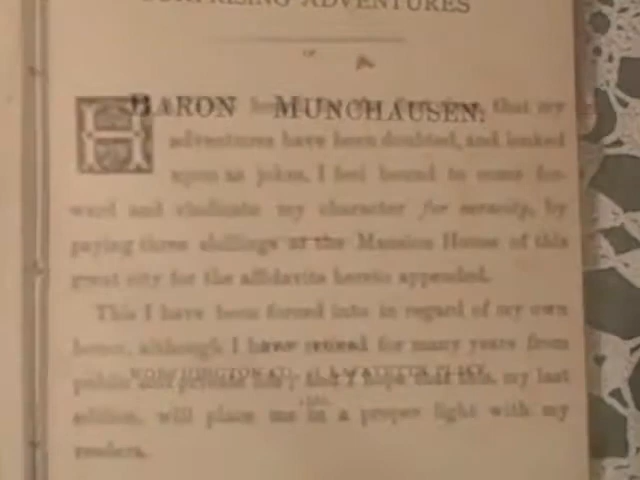 SURPRISING ADVENTURES
OF
BARON MUNCHAUSEN.
H that my
adventures have been doubted, and looked
upon as jokes, I feel bound to come for-
ward and vindicate my character for veracity, by
paying three shillings at the Mansion House of this
great city for the affidavits hereto appended.
This I have been forced into in regard of my own
honor, although I have retired for many years from
public and private life; and I hope that this, my last
edition, will place me in a proper light with my
readers.